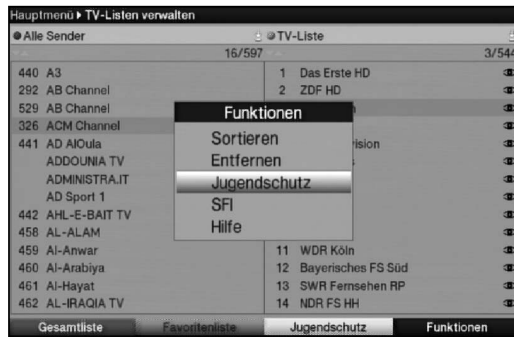 Hauptmenü ▸ TV-Listen verwalten
Alle Sender
16/597
440 A3
292 AB Channel
529 AB Channel
326 ACM Channel
441 AD AlOula
ADDOUNIA TV
ADMINISTRA.IT
AD Sport 1
442 AHL-E-BAIT TV
458 AL-ALAM
459 Al-Anwar
460 Al-Arabiya
461 Al-Hayat
462 AL-IRAQIA TV
TV-Liste
3/544
1 Das Erste HD
2 ZDF HD
11 WDR Köln
12 Bayerisches FS Süd
13 SWR Fernsehen RP
14 NDR FS HH
Funktionen
Sortieren
Entfernen
Jugendschutz
SFI
Hilfe
Gesamtliste Favoritenliste Jugendschutz Funktionen